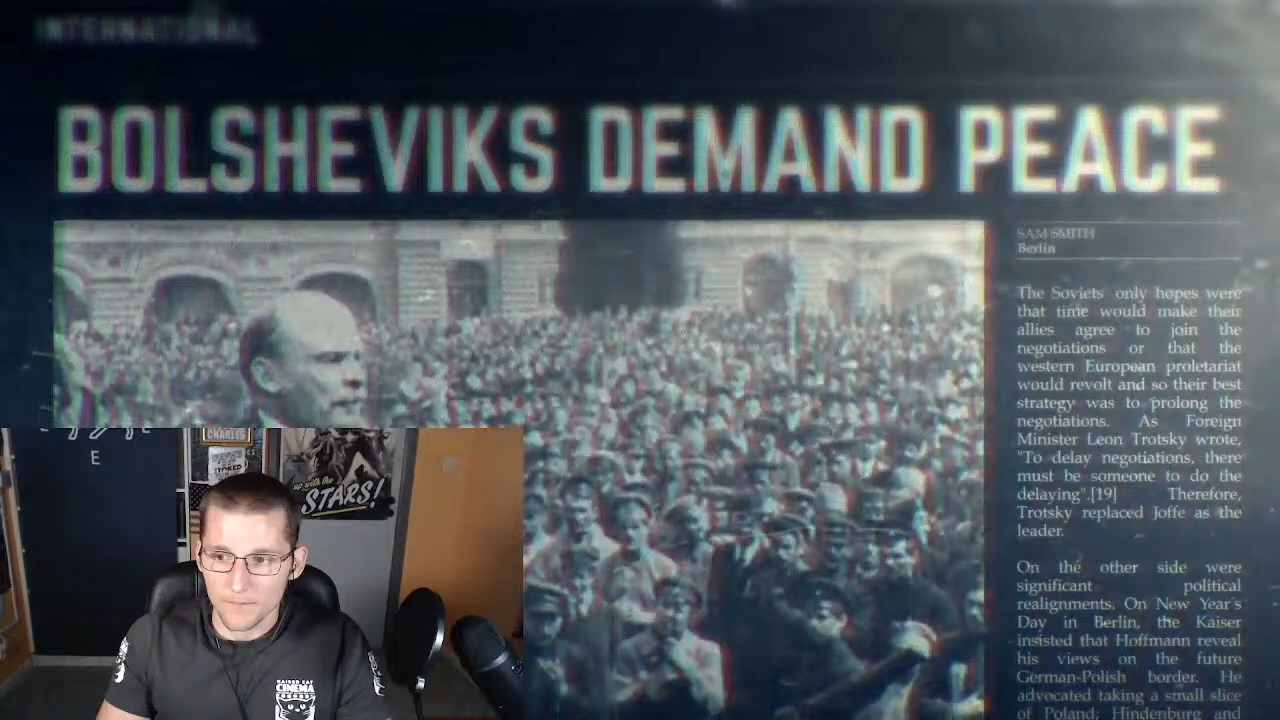 INTERNATIONAL
BOLSHEVIKS DEMAND PEACE
SAM SMITH
Berlin
The Soviets' only hopes were
that time would make their
allies agree to join the
negotiations or that the
western European proletariat
would revolt and so their best
strategy was to prolong the
negotiations. As Foreign
Minister Leon Trotsky wrote,
"To delay negotiations, there
must be someone to do the
delaying".[19] Therefore,
Trotsky replaced Joffe as the
leader.
On the other side were
significant political
realignments. On New Year's
Day in Berlin, the Kaiser
insisted that Hoffmann reveal
his views on the future
German-Polish border. He
advocated taking a small slice
of Poland; Hindenburg and
E
CHARLES
up with the
STARS!
KAISER CAT
CINEMA